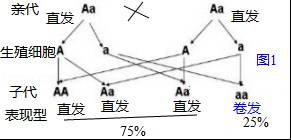 亲代 Aa Aa
直发 直发
生殖细胞 A a A a
图1
子代 AA Aa Aa aa
表现型 直发 直发 直发 卷发
75% 25%